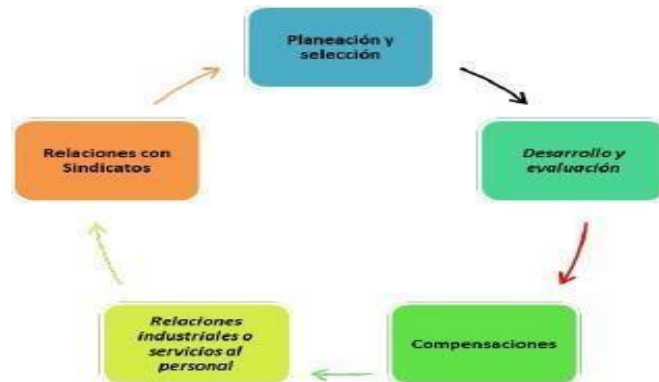 Planeación y
selección
Desarrollo y
evaluación
Compensaciones
Relaciones
industriales o
servicios al
personal
Relaciones con
Sindicatos